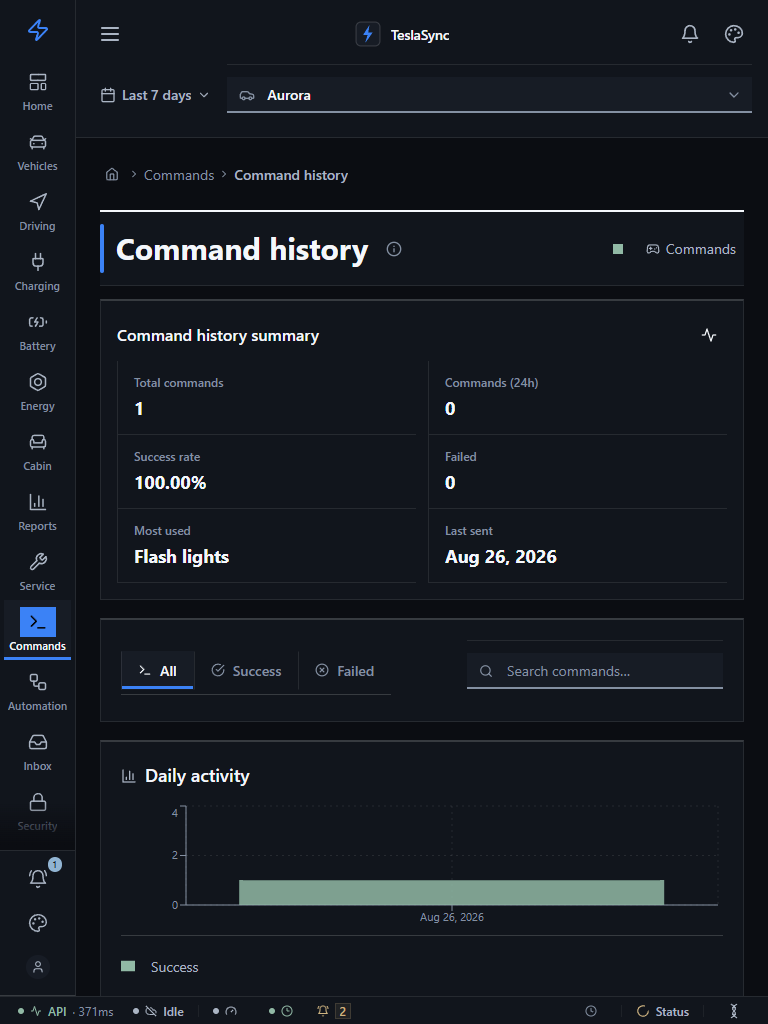 TeslaSync
Last 7 days
Aurora
Home
Vehicles
Driving
Charging
Battery
Energy
Cabin
Reports
Service
Commands
Automation
Inbox
Security
1
Commands
Command history
Command history
Commands
Command history summary
Total commands
1
Commands (24h)
0
Success rate
100.00%
Failed
0
Most used
Flash lights
Last sent
Aug 26, 2026
All
Success
Failed
Search commands...
Daily activity
4
2
0
Aug 26, 2026
Success
API · 371ms
Idle
2
Status